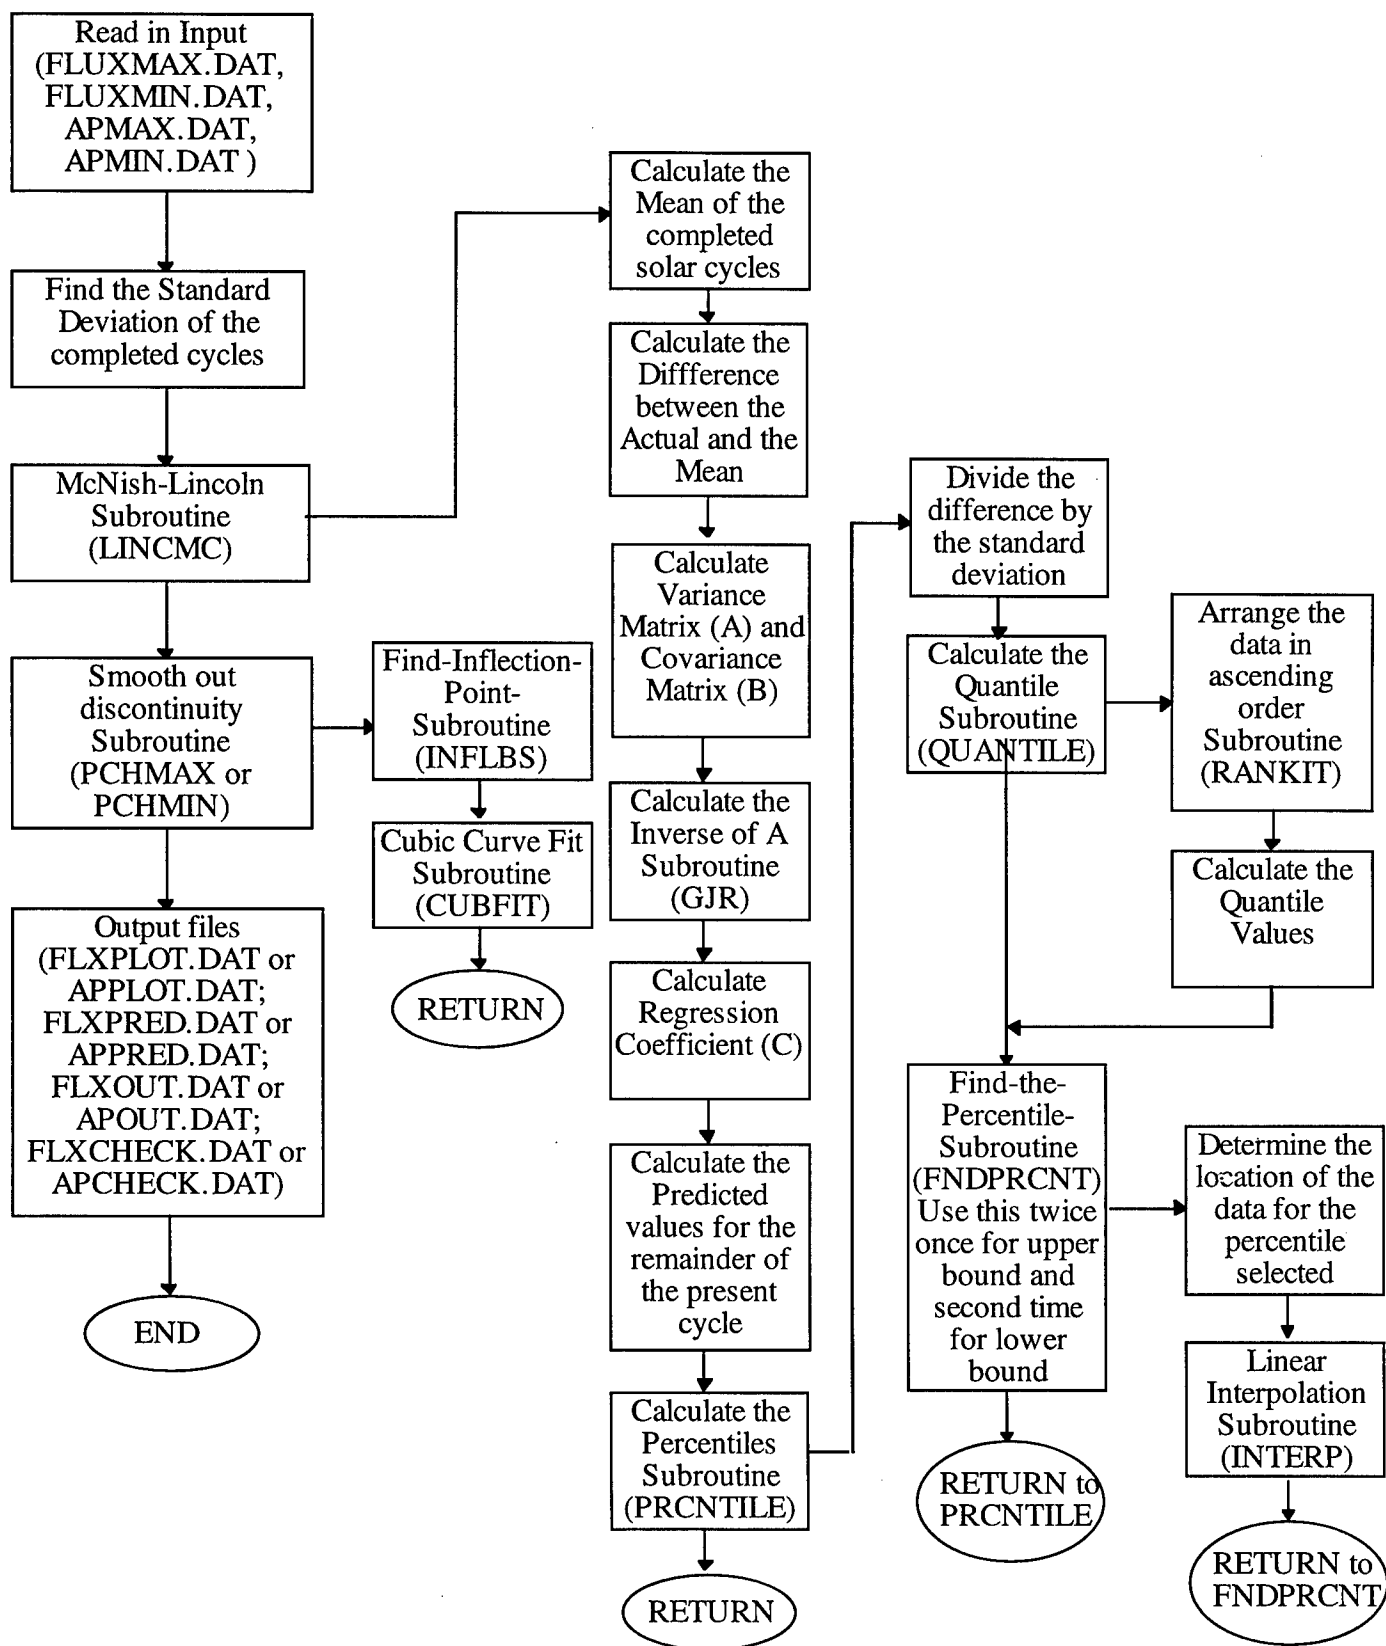 Read in Input
(FLUXMAX.DAT,
FLUXMIN.DAT,
APMAX.DAT,
APMIN.DAT )
Find the Standard
Deviation of the
completed cycles
McNish-Lincoln
Subroutine
(LINCMC)
Smooth out
discontinuity
Subroutine
(PCHMAX or
PCHMIN)
Output files
(FLXPLOT.DAT or
APPLOT.DAT;
FLXPRED.DAT or
APPRED.DAT;
FLXOUT.DAT or
APOUT.DAT;
FLXCHECK.DAT or
APCHECK.DAT)
END
Find-Inflection-
Point-
Subroutine
(INFLBS)
Cubic Curve Fit
Subroutine
(CUBFIT)
RETURN
Calculate the
Mean of the
completed
solar cycles
Calculate the
Diffference
between the
Actual and the
Mean
Calculate
Variance
Matrix (A) and
Covariance
Matrix (B)
Calculate the
Inverse of A
Subroutine
(GJR)
Calculate
Regression
Coefficient (C)
Calculate the
Predicted
values for the
remainder of
the present
cycle
Calculate the
Percentiles
Subroutine
(PRCNTILE)
RETURN
Divide the
difference by
the standard
deviation
Calculate the
Quantile
Subroutine
(QUANTILE)
Arrange the
data in
ascending
order
Subroutine
(RANKIT)
Calculate the
Quantile
Values
Find-the-
Percentile-
Subroutine
(FNDPRCNT)
Use this twice
once for upper
bound and
second time
for lower
bound
RETURN to
PRCNTILE
Determine the
location of the
data for the
percentile
selected
Linear
Interpolation
Subroutine
(INTERP)
RETURN to
FNDPRCNT